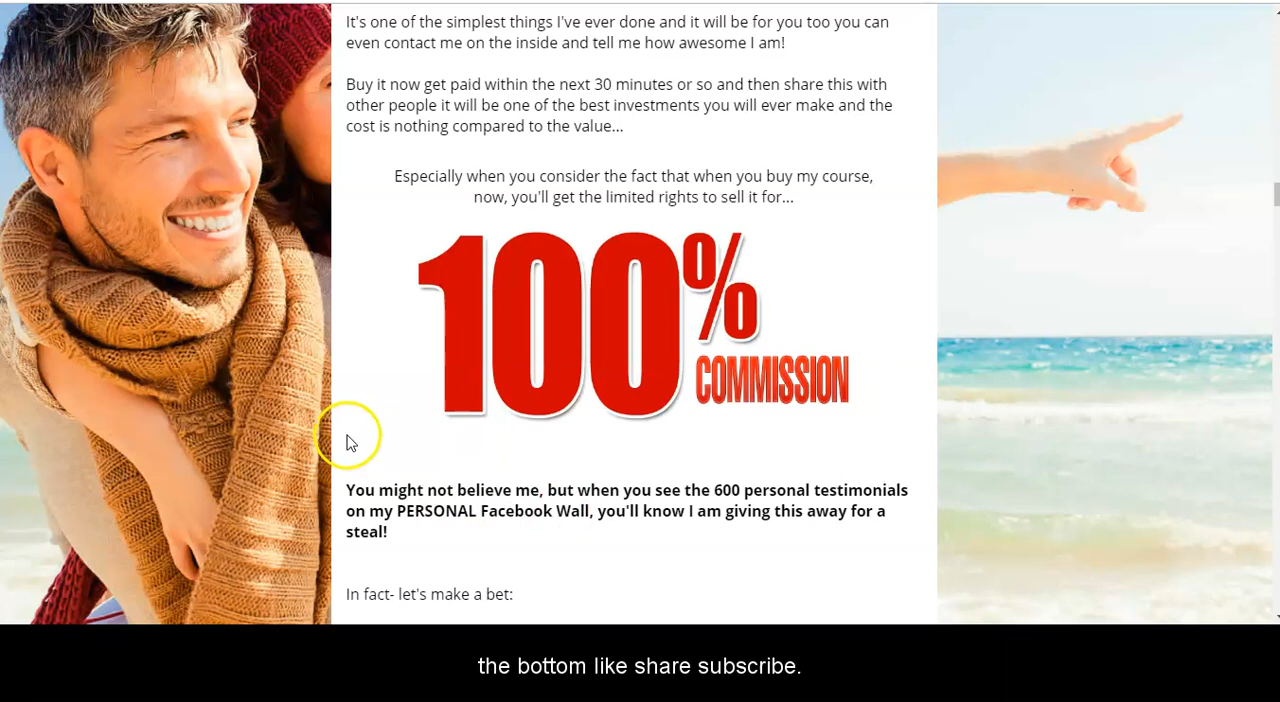 It's one of the simplest things I've ever done and it will be for you too you can
even contact me on the inside and tell me how awesome I am!
Buy it now get paid within the next 30 minutes or so and then share this with
other people it will be one of the best investments you will ever make and the
cost is nothing compared to the value...
Especially when you consider the fact that when you buy my course,
now, you'll get the limited rights to sell it for...
100%
COMMISSION
You might not believe me, but when you see the 600 personal testimonials
on my PERSONAL Facebook Wall, you'll know I am giving this away for a
steal!
In fact- let's make a bet:
the bottom like share subscribe.